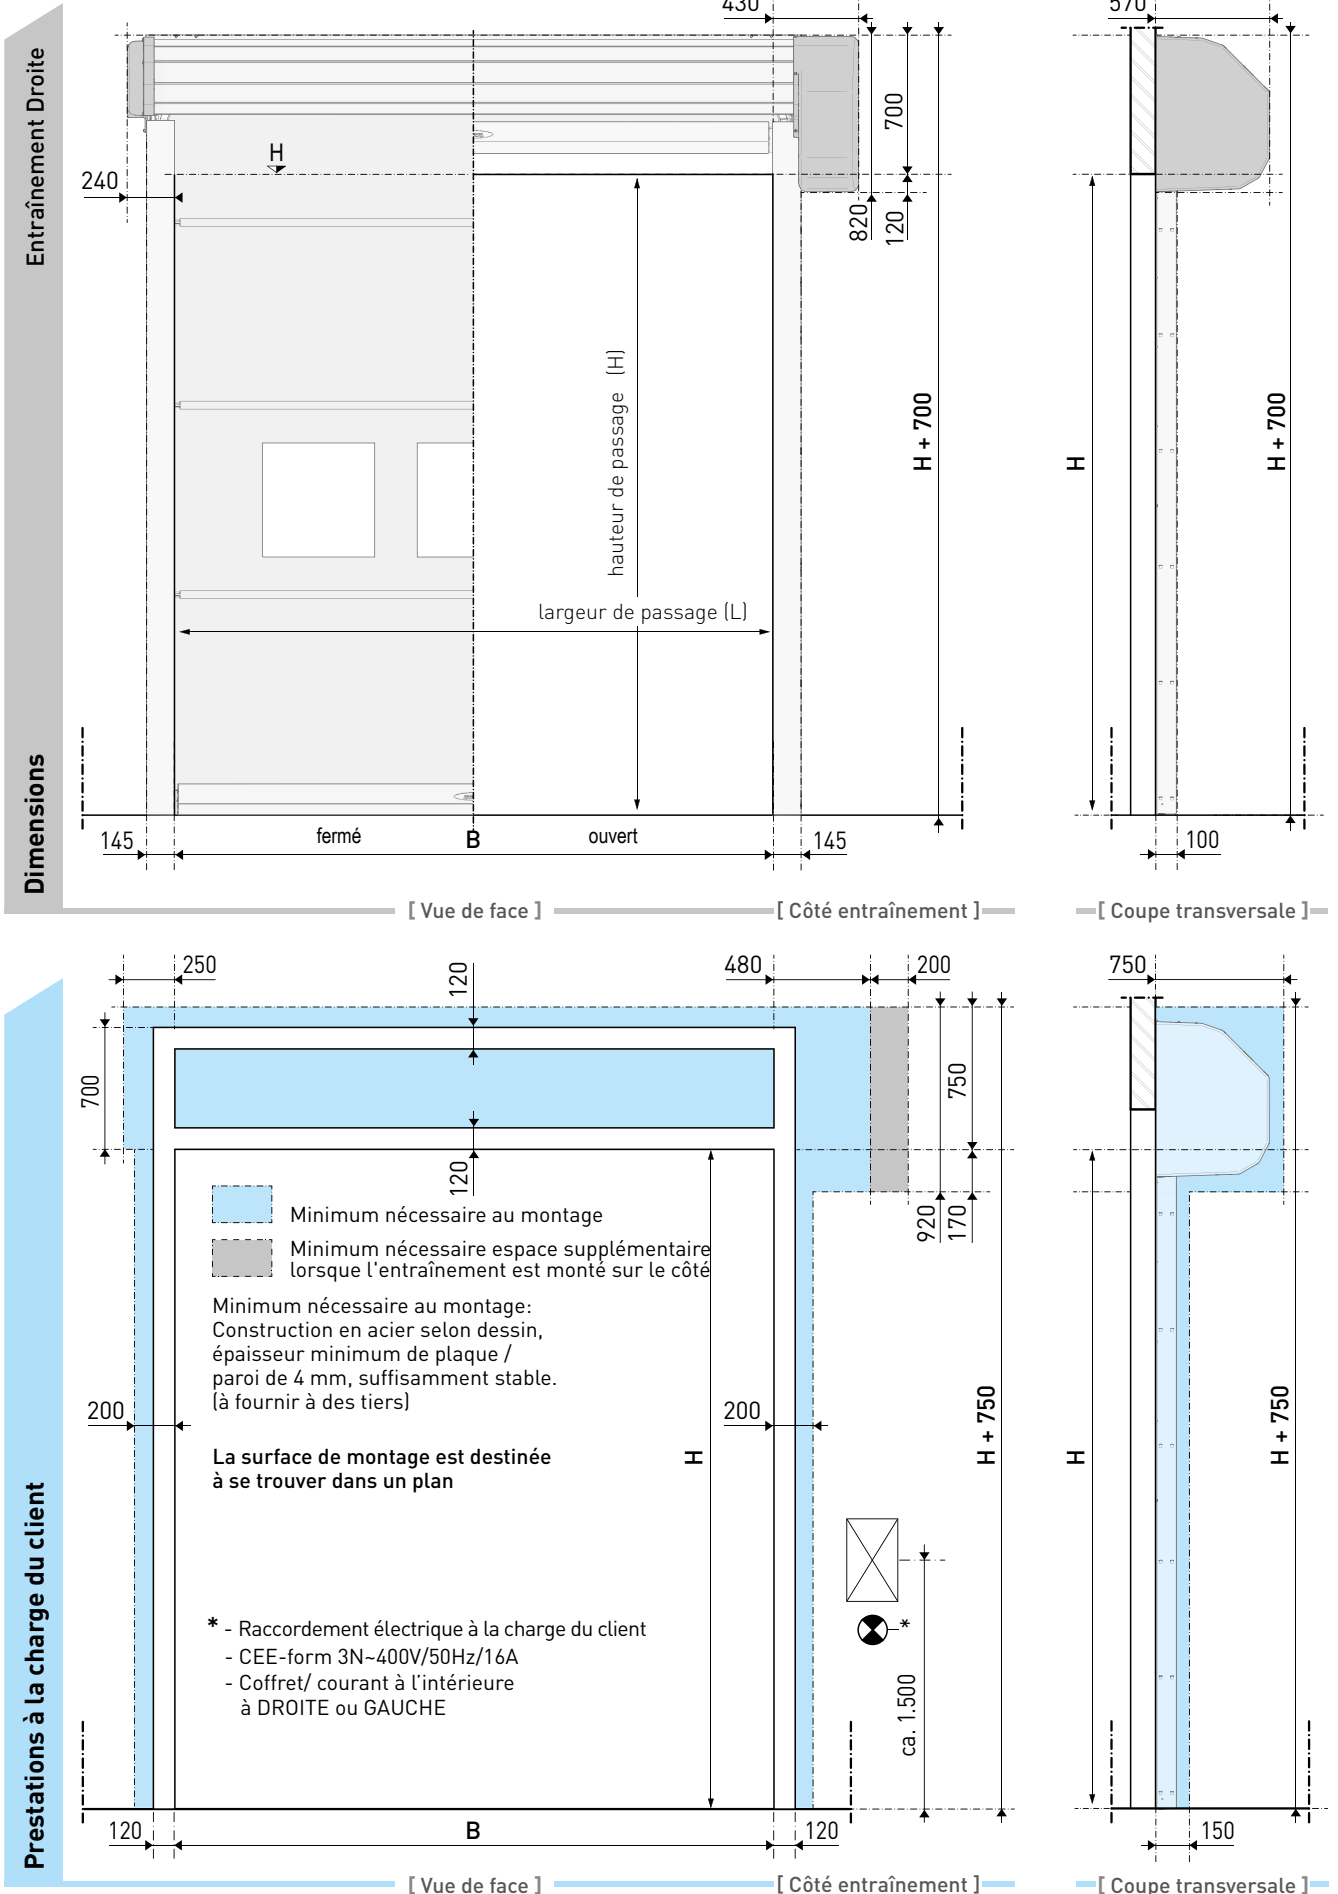 Entraînement Droite
Dimensions
430
570
H
240
700
820
120
hauteur de passage (H)
largeur de passage (L)
H + 700
H
H + 700
145
fermé
B
ouvert
145
100
[ Vue de face ]
[ Côté entraînement ]
[ Coupe transversale ]
Prestations à la charge du client
250
120
480
200
750
700
750
120
920
170
Minimum nécessaire au montage
Minimum nécessaire espace supplémentaire
lorsque l'entraînement est monté sur le côté
Minimum nécessaire au montage:
Construction en acier selon dessin,
épaisseur minimum de plaque /
paroi de 4 mm, suffisamment stable.
(à fournir à des tiers)
200
200
La surface de montage est destinée
à se trouver dans un plan
H
H + 750
H
H + 750
* - Raccordement électrique à la charge du client
- CEE-form 3N~400V/50Hz/16A
- Coffret/ courant à l'intérieure
à DROITE ou GAUCHE
*
ca. 1.500
120
B
120
150
[ Vue de face ]
[ Côté entraînement ]
[ Coupe transversale ]